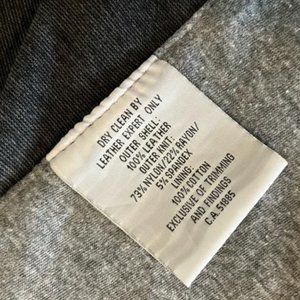 DRY CLEAN BY
LEATHER EXPERT ONLY
OUTER SHELL:
100% LEATHER
OUTER KNIT:
73% NYLON/22% RAYON/
5% SPANDEX
LINING:
100% COTTON
EXCLUSIVE OF TRIMMING
AND FINDINGS
C.A. 51885